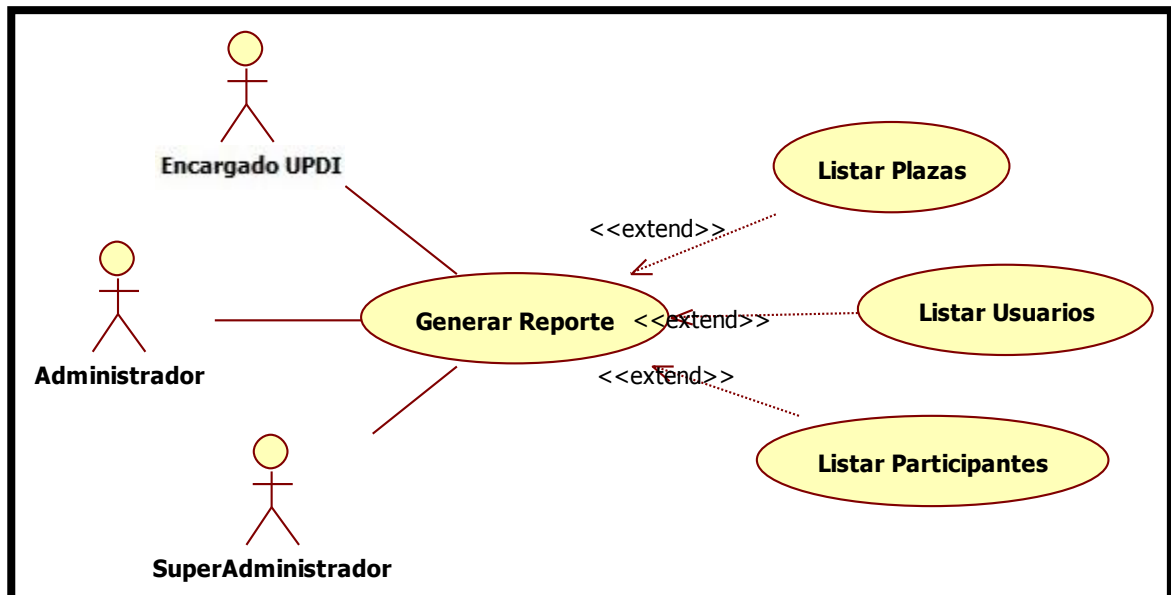 Encargado UPDI
Listar Plazas
<<extend>>
Generar Reporte
<<extend>>
Listar Usuarios
Administrador
<<extend>>
Listar Participantes
SuperAdministrador